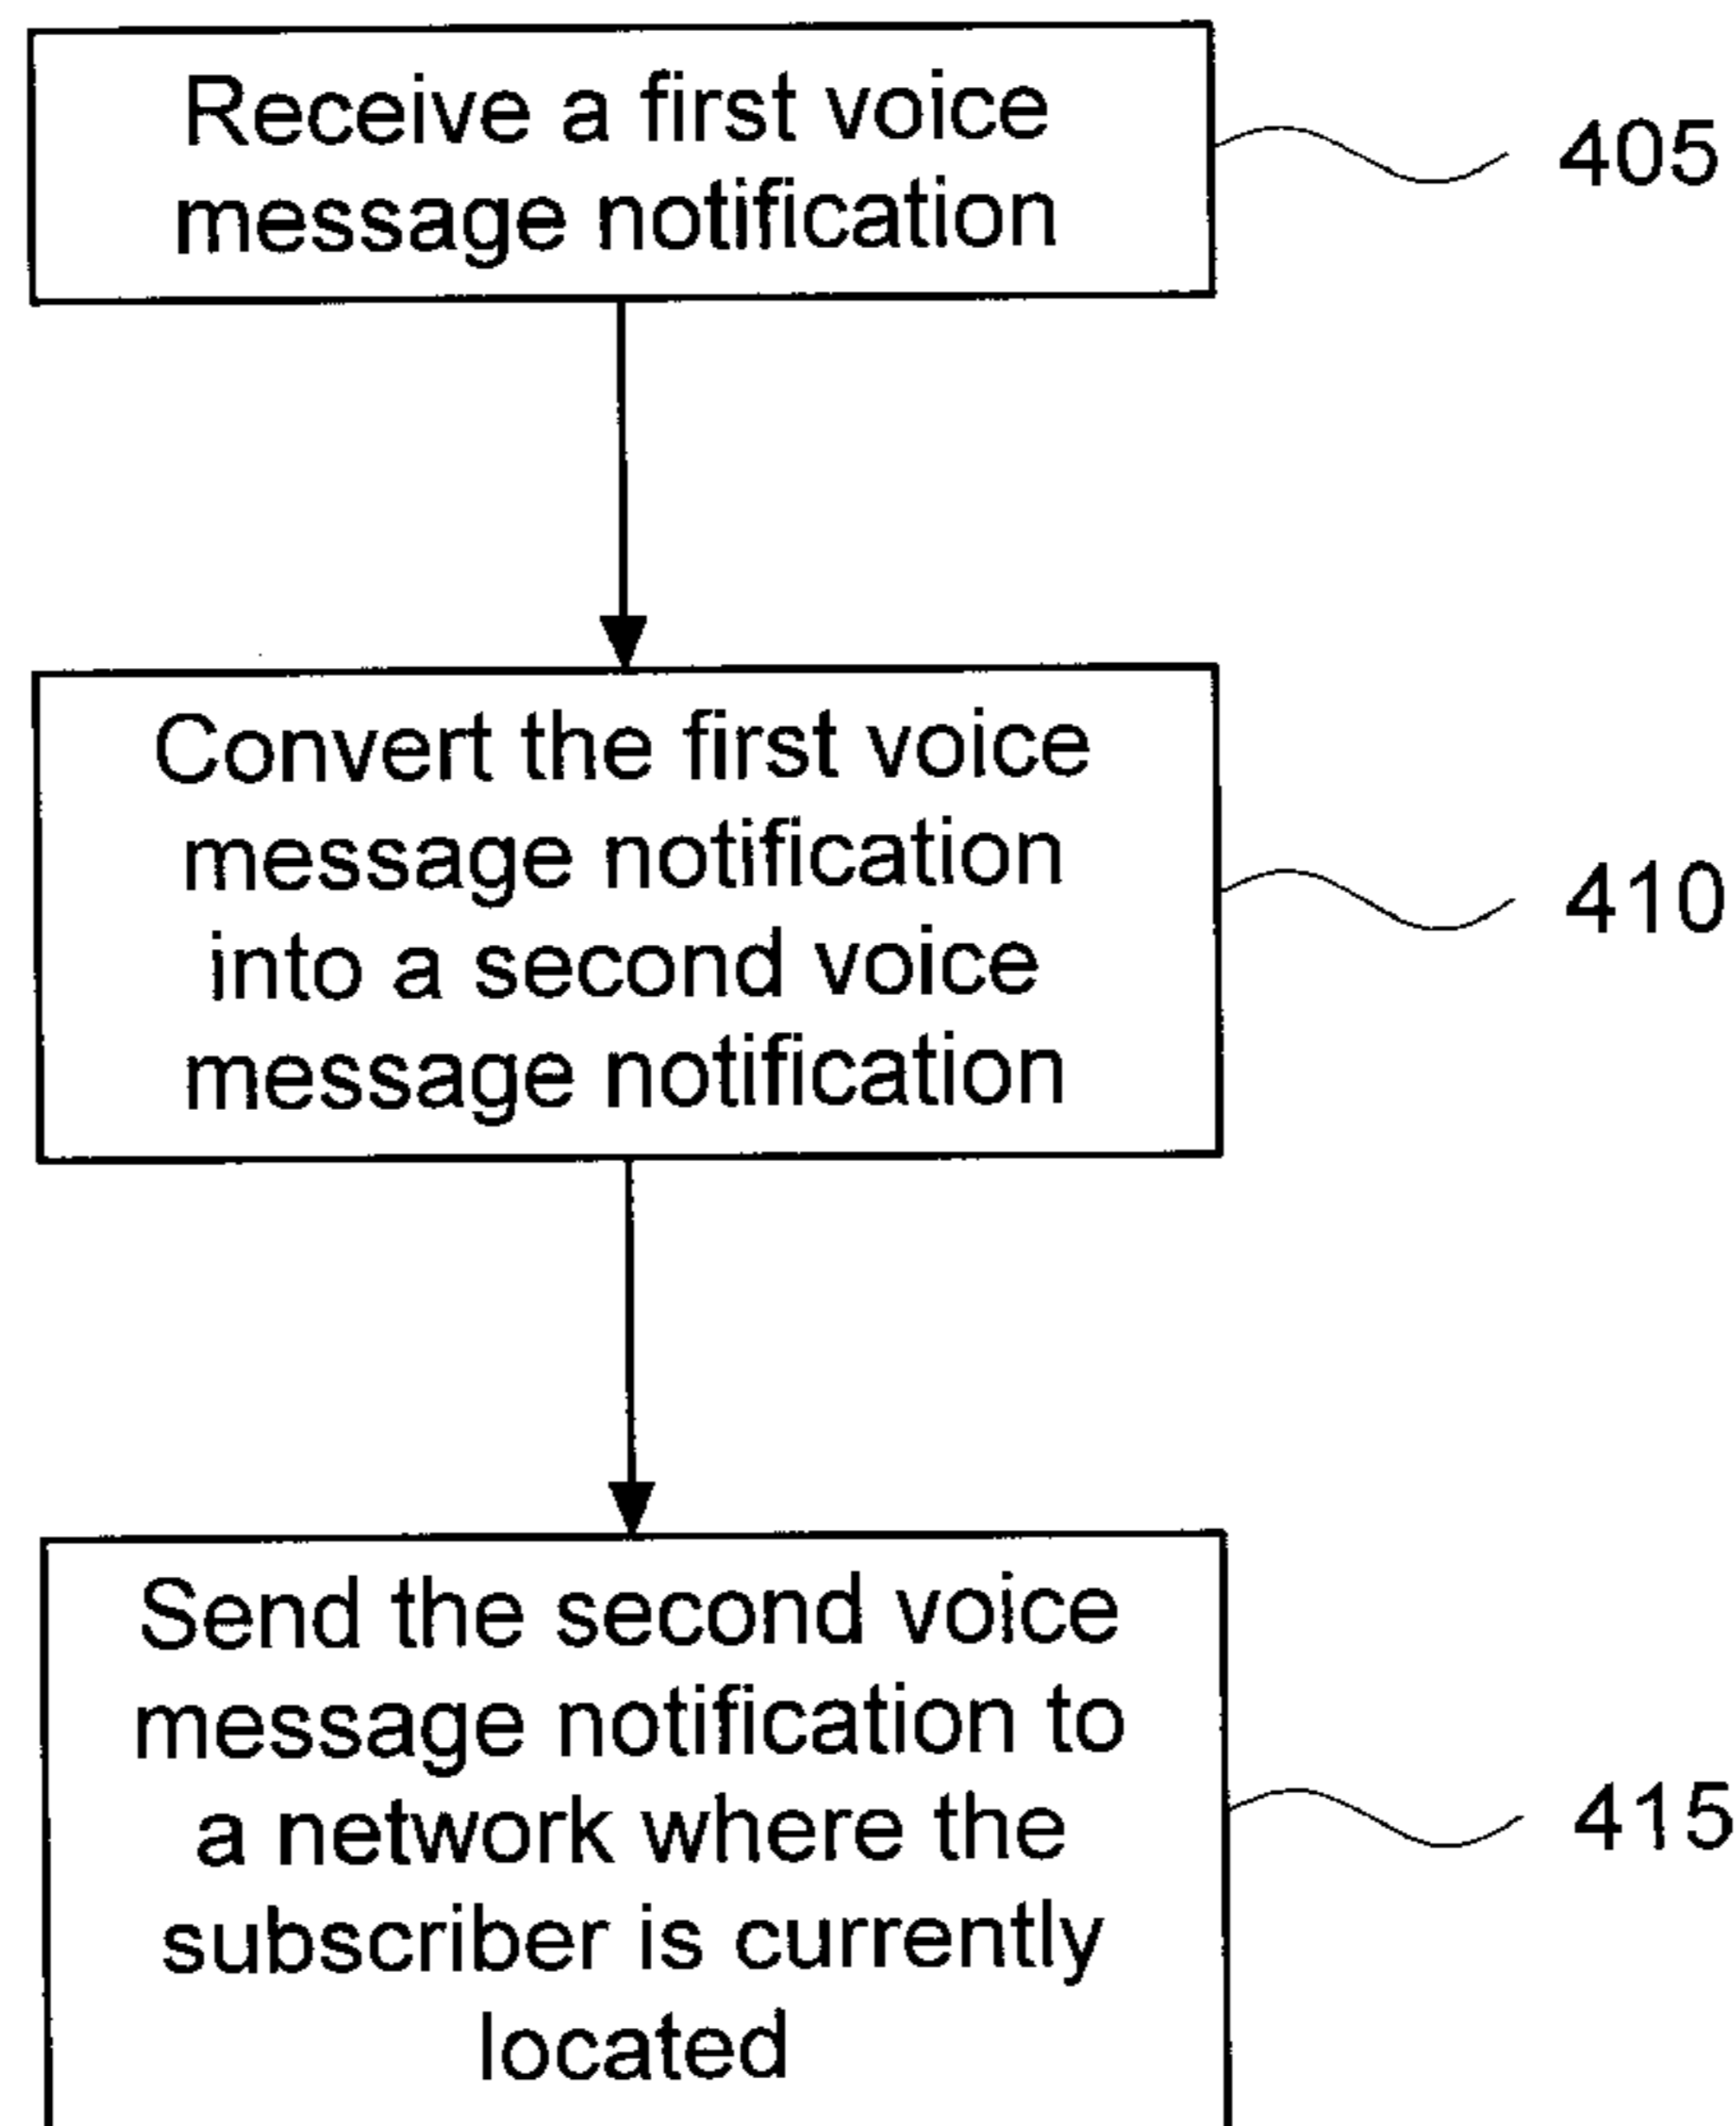 Receive a first voice
message notification
405
Convert the first voice
message notification
into a second voice
message notification
410
Send the second voice
message notification to
a network where the
subscriber is currently
located
415